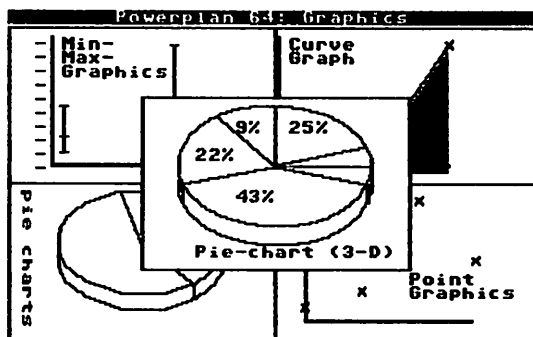 Powerplan 64: Graphics
Min-
Max-
Graphics
Curve
Graph
9%
25%
22%
43%
Pie-chart (3-D)
pie charts
Point
Graphics